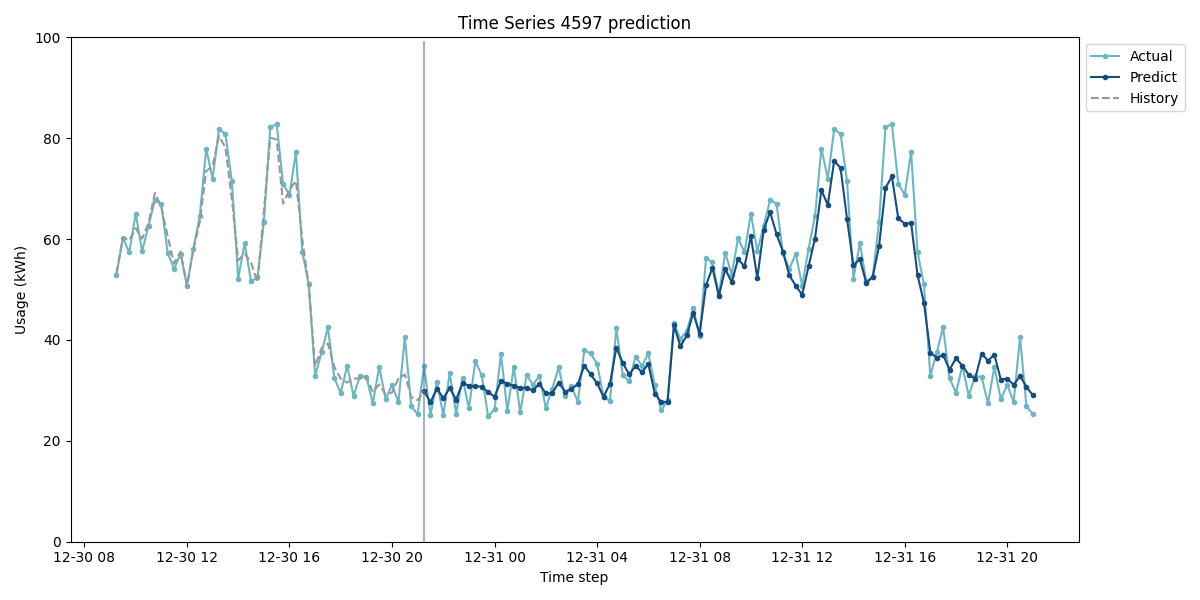 Time Series 4597 prediction
Usage (kWh)
100
80
60
40
20
0
12-30 08
12-30 12
12-30 16
12-30 20
12-31 00
12-31 04
12-31 08
12-31 12
12-31 16
12-31 20
Time step
Actual
Predict
History